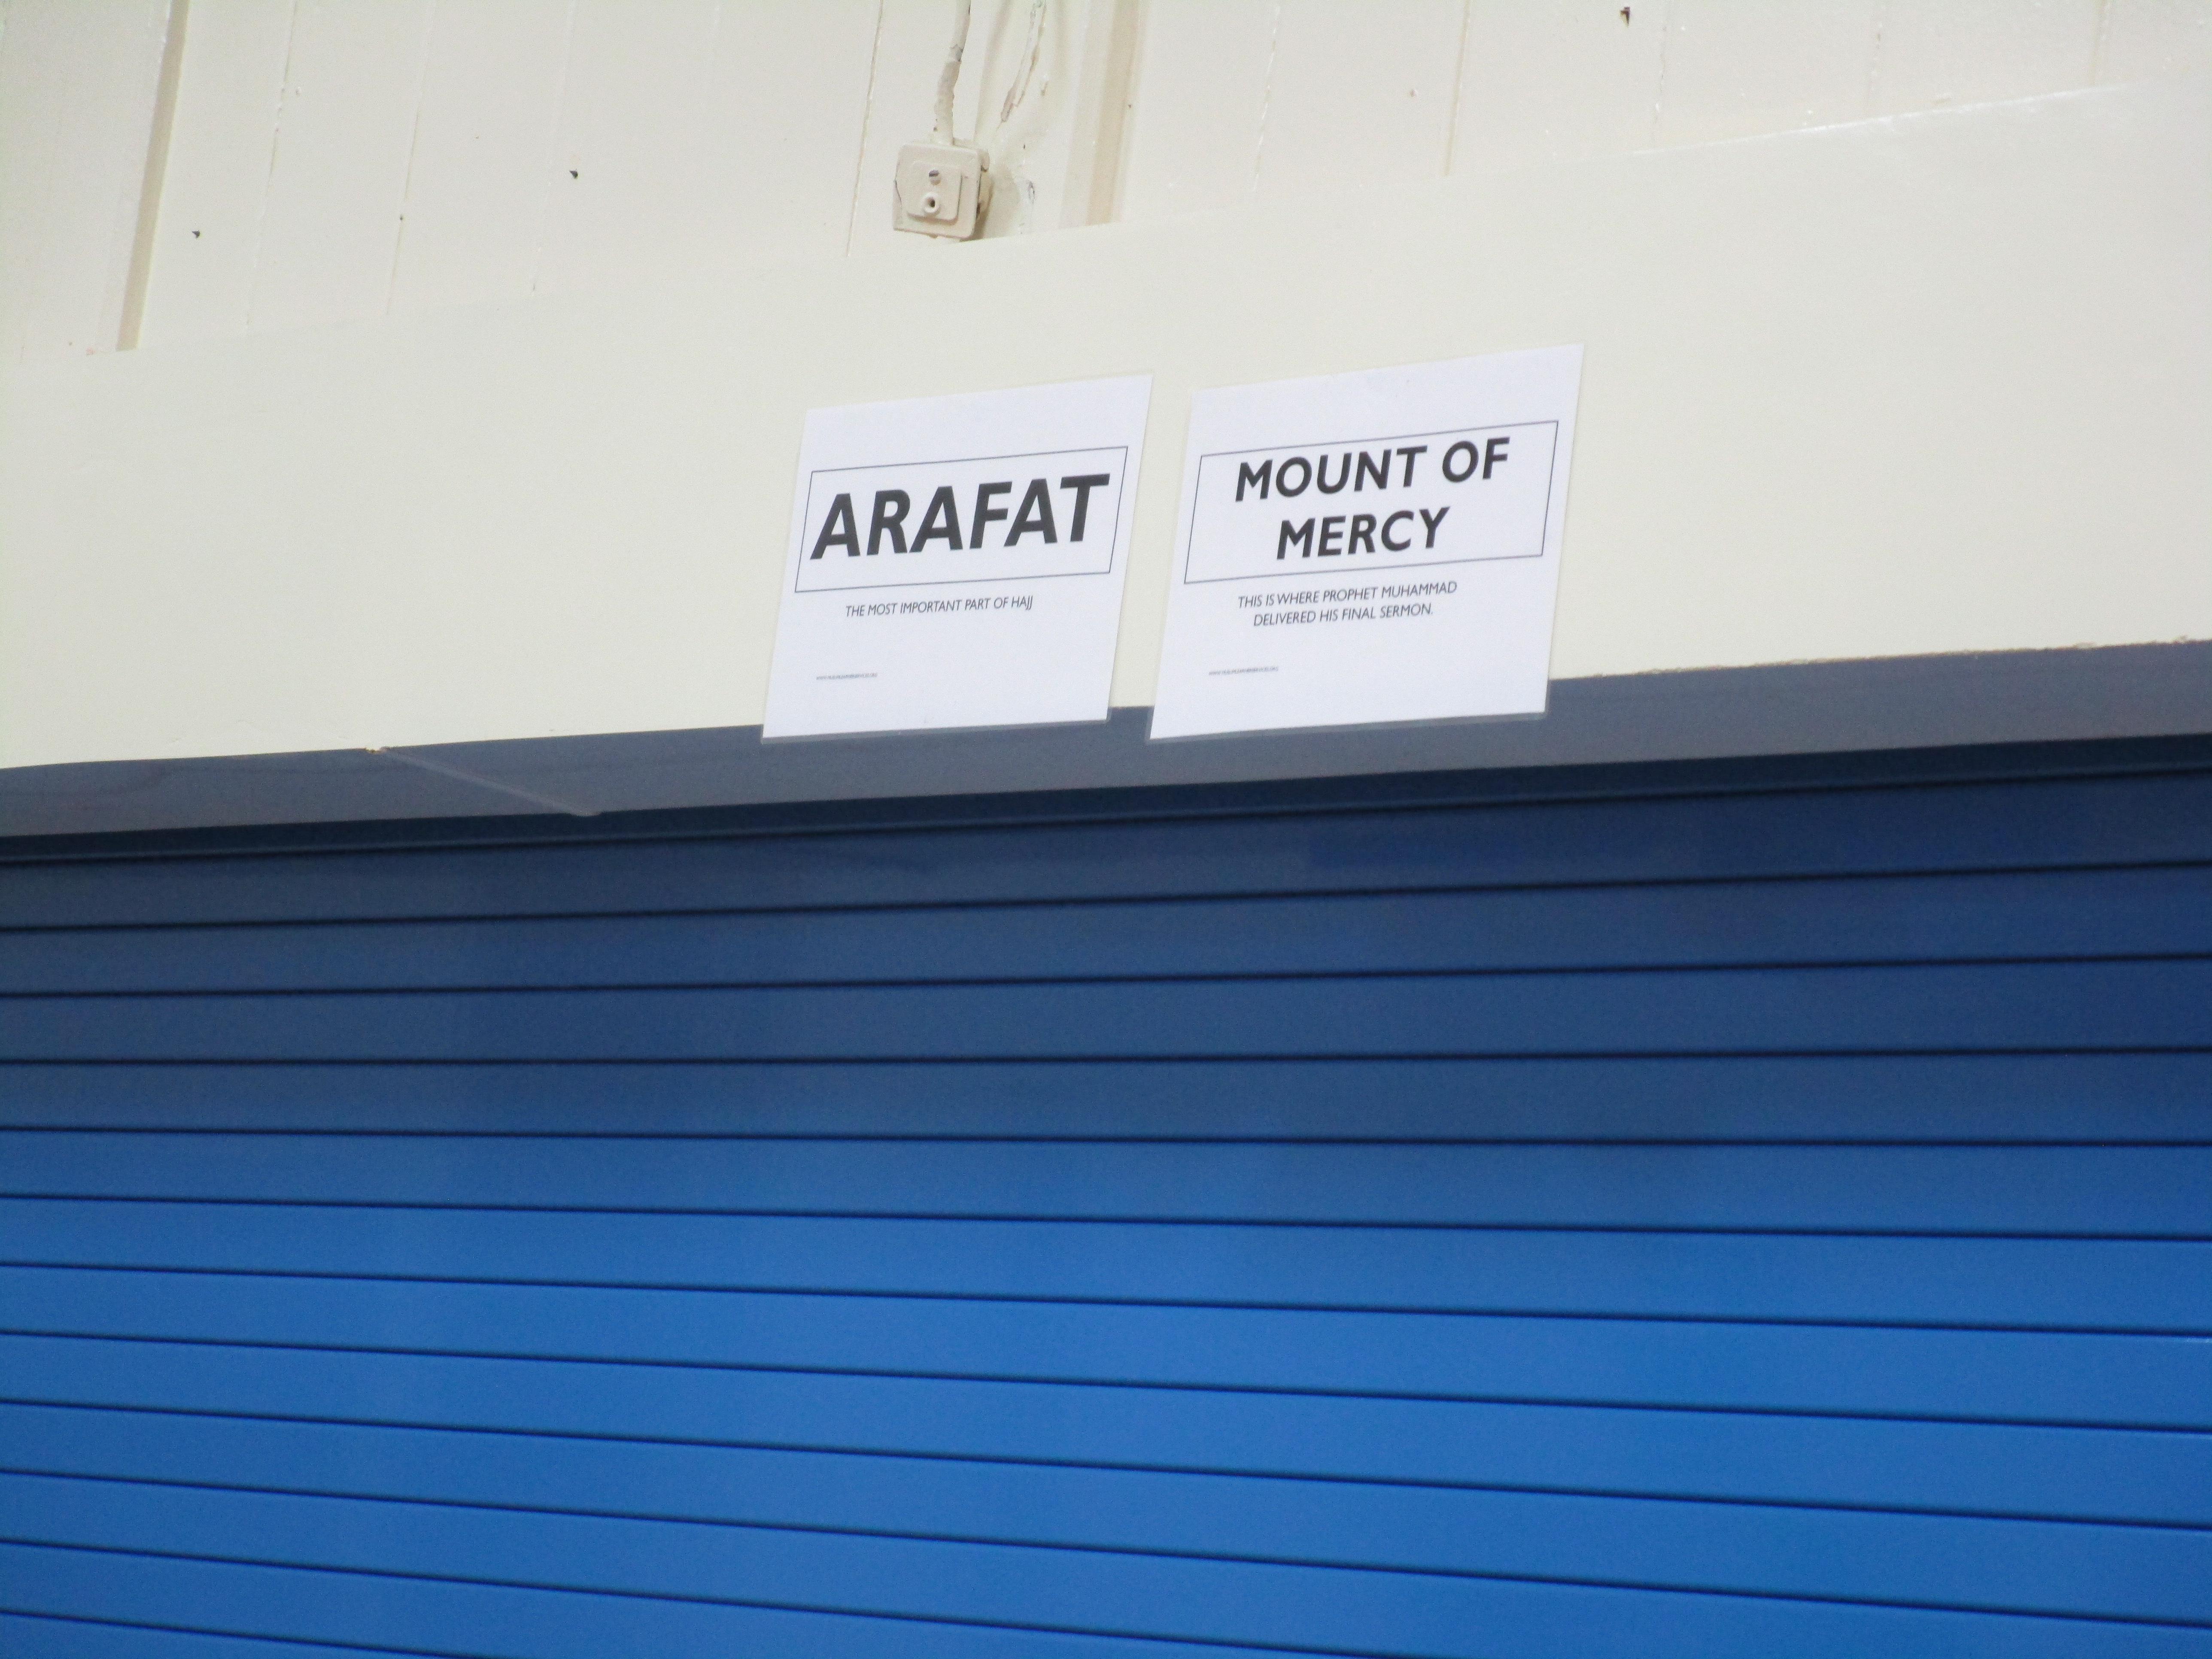 ARAFAT
THE MOST IMPORTANT PART OF HAJJ
MOUNT OF
MERCY
THIS IS WHERE PROPHET MUHAMMAD
DELIVERED HIS FINAL SERMON.